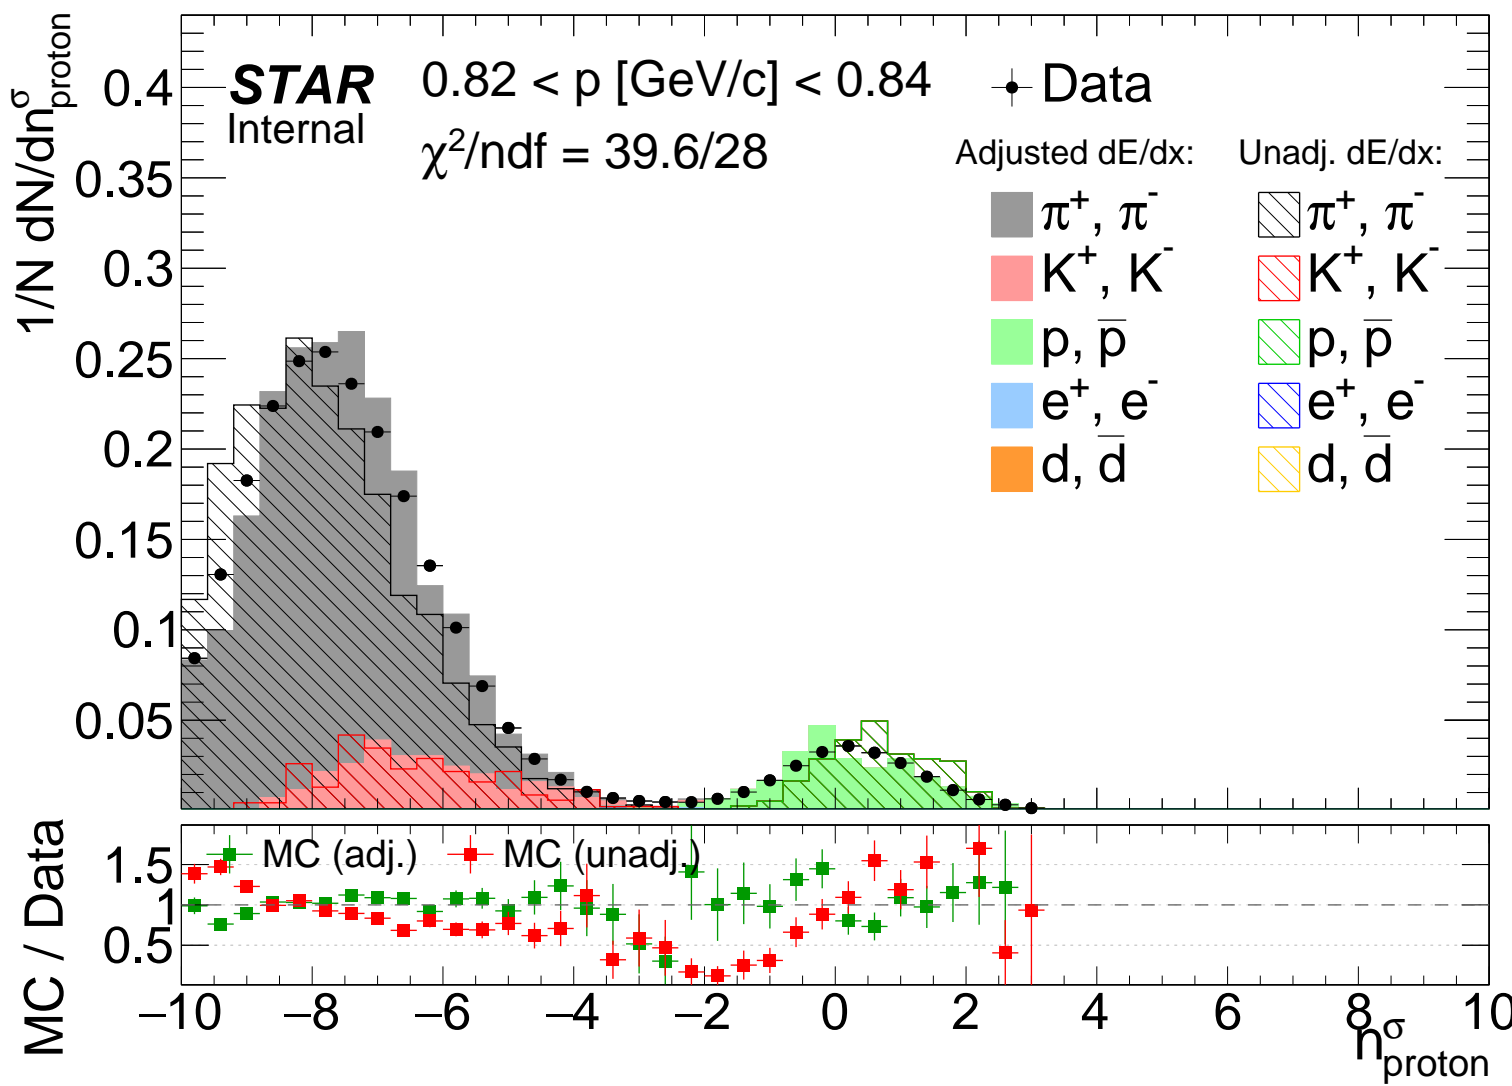 1/N dN/dn^σ_proton
STAR
Internal
0.82 < p [GeV/c] < 0.84
χ²/ndf = 39.6/28
Data
Adjusted dE/dx: Unadj. dE/dx:
π⁺, π⁻ π⁺, π⁻
K⁺, K⁻ K⁺, K⁻
p, p̅ p, p̅
e⁺, e⁻ e⁺, e⁻
d, d̅ d, d̅
0.4
0.35
0.3
0.25
0.2
0.15
0.1
0.05
MC / Data
MC (adj.) MC (unadj.)
1.5
1
0.5
−10 −8 −6 −4 −2 0 2 4 6 8 10
n^σ_proton